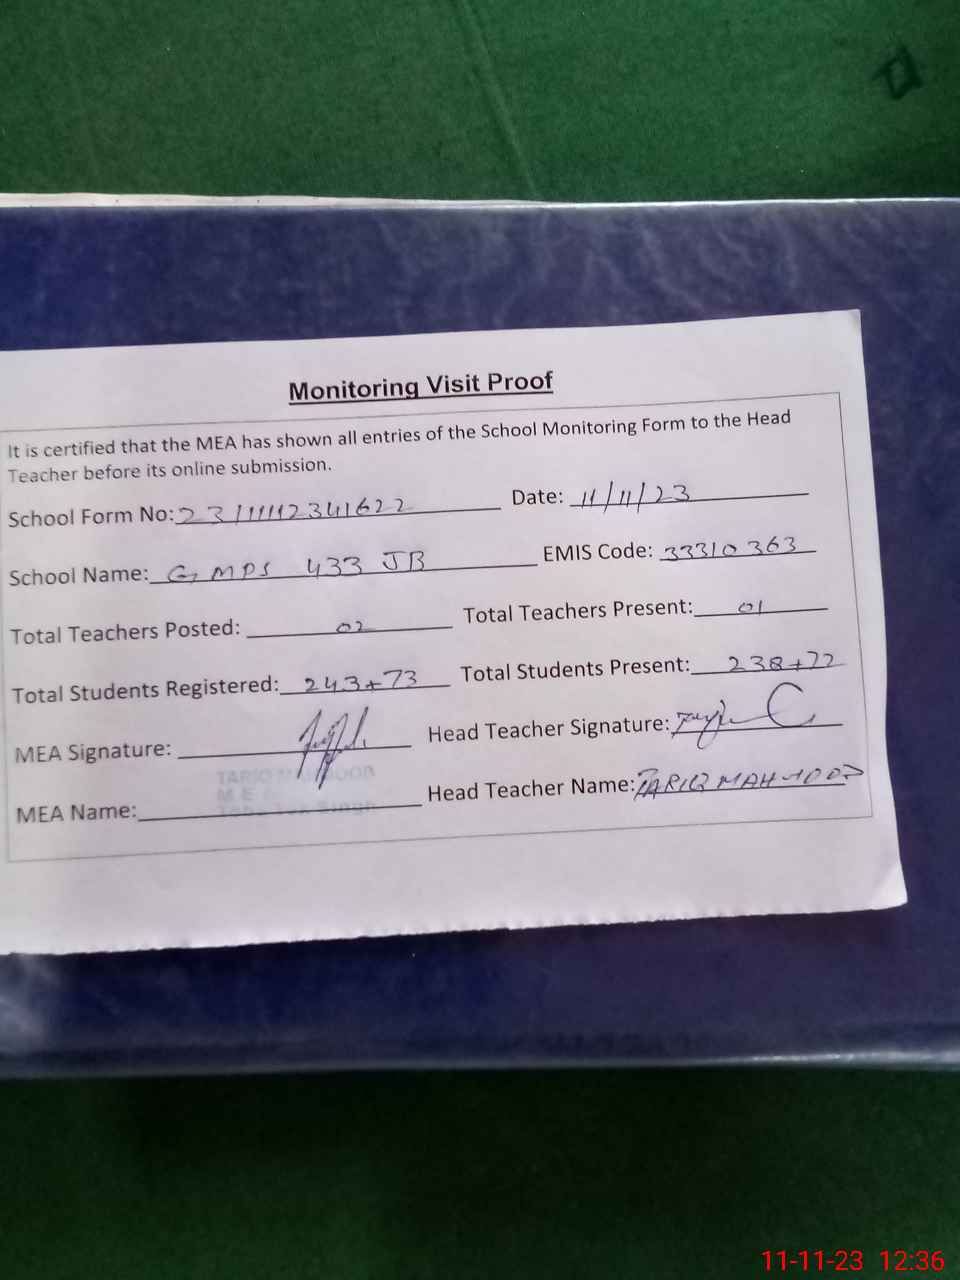 Monitoring Visit Proof
It is certified that the MEA has shown all entries of the School Monitoring Form to the Head
Teacher before its online submission.
School Form No: 231111112341622 Date: 11/11/23
School Name: GMPS 433 JB EMIS Code: 33310363
Total Teachers Posted: 02 Total Teachers Present: 01
Total Students Registered: 243+73 Total Students Present: 238+72
MEA Signature: Head Teacher Signature:
TARIQ MAHMOOD
MEA Name: Head Teacher Name: TARIQ MAHMOOD
11-11-23 12:36